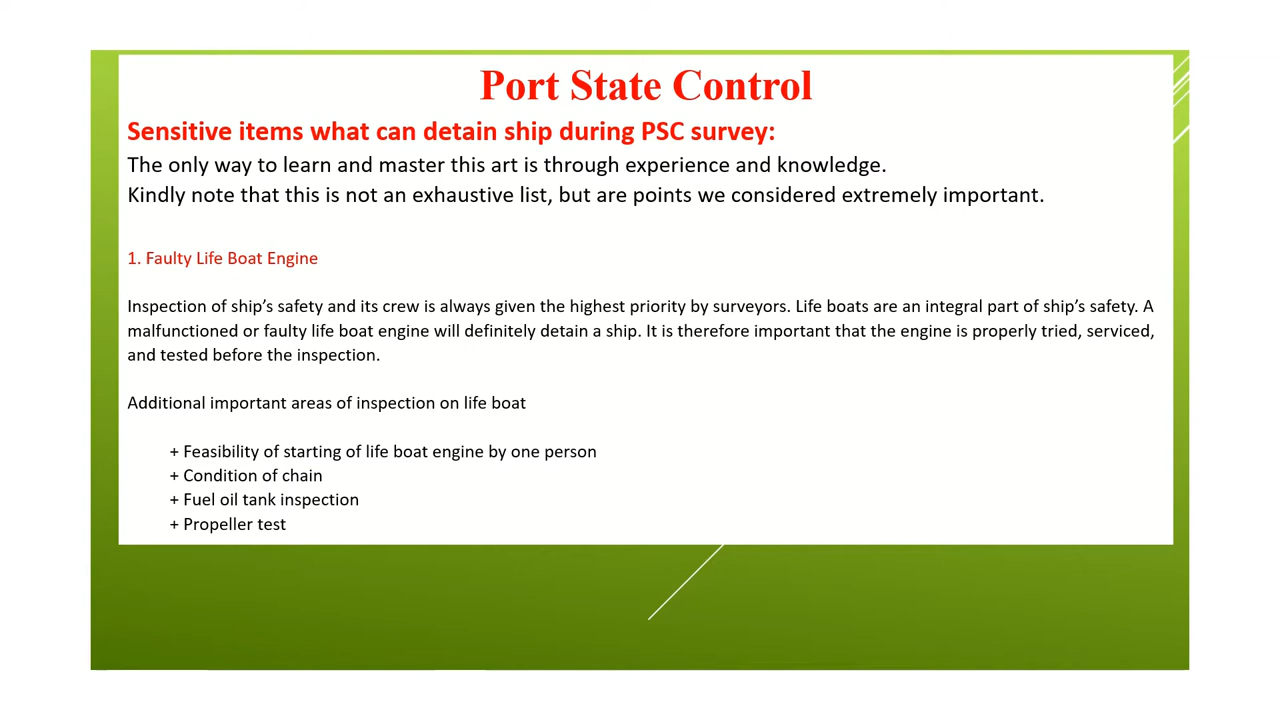 Port State Control
Sensitive items what can detain ship during PSC survey:
The only way to learn and master this art is through experience and knowledge.
Kindly note that this is not an exhaustive list, but are points we considered extremely important.
1. Faulty Life Boat Engine
Inspection of ship’s safety and its crew is always given the highest priority by surveyors. Life boats are an integral part of ship’s safety. A
malfunctioned or faulty life boat engine will definitely detain a ship. It is therefore important that the engine is properly tried, serviced,
and tested before the inspection.
Additional important areas of inspection on life boat
+ Feasibility of starting of life boat engine by one person
+ Condition of chain
+ Fuel oil tank inspection
+ Propeller test